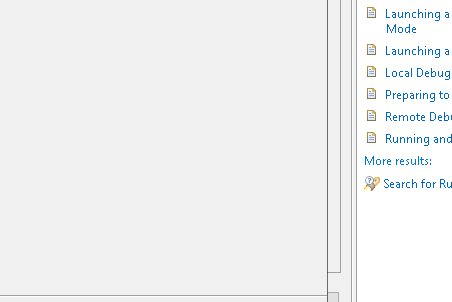 Launching a
Mode
Launching a
Local Debug
Preparing to
Remote Debu
Running and
More results:
Search for Ru